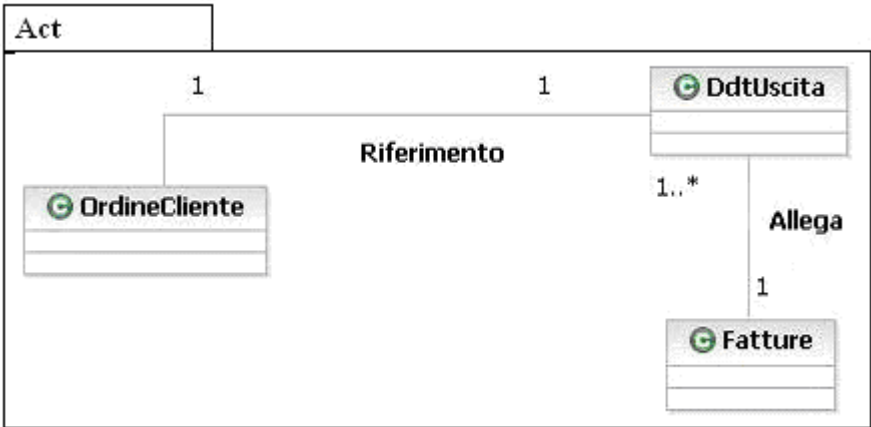 Act
1
1
DdtUscita
Riferimento
1..*
OrdineCliente
Allega
1
Fatture